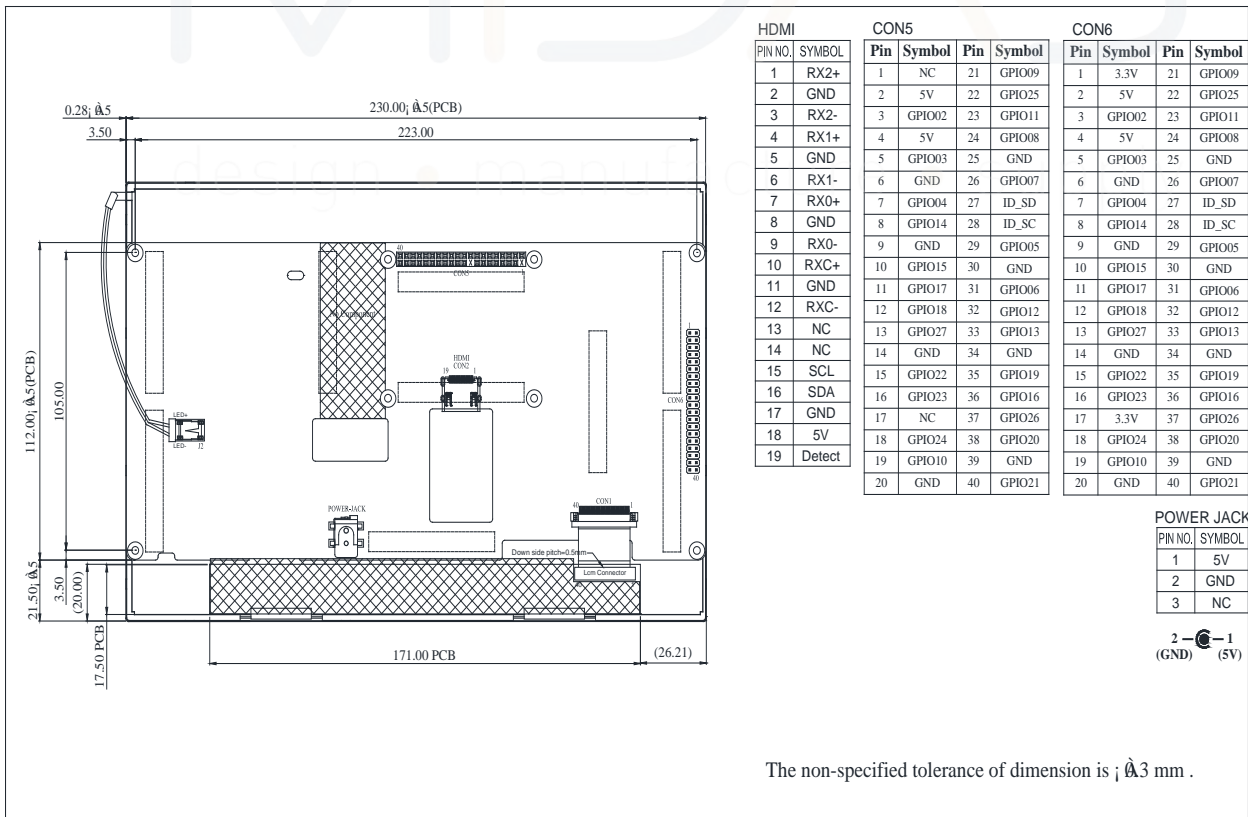 design • manufac
0.28¡À.5
230.00¡À.5(PCB)
3.50
223.00
112.00¡À.5(PCB)
105.00
21.50¡À.5
3.50
(20.00)
17.50 PCB
171.00 PCB
(26.21)
40
CON5
1
No Component
HDMI
CON2
19 1
1
CON6
40
LED+
LED-
J2
POWER-JACK
40 CON1 1
Down side pitch=0.5mm
Lcm Connector
40
HDMI
PIN NO. SYMBOL
1 RX2+
2 GND
3 RX2-
4 RX1+
5 GND
6 RX1-
7 RX0+
8 GND
9 RX0-
10 RXC+
11 GND
12 RXC-
13 NC
14 NC
15 SCL
16 SDA
17 GND
18 5V
19 Detect
CON5
Pin Symbol Pin Symbol
1 NC 21 GPIO09
2 5V 22 GPIO25
3 GPIO02 23 GPIO11
4 5V 24 GPIO08
5 GPIO03 25 GND
6 GND 26 GPIO07
7 GPIO04 27 ID_SD
8 GPIO14 28 ID_SC
9 GND 29 GPIO05
10 GPIO15 30 GND
11 GPIO17 31 GPIO06
12 GPIO18 32 GPIO12
13 GPIO27 33 GPIO13
14 GND 34 GND
15 GPIO22 35 GPIO19
16 GPIO23 36 GPIO16
17 NC 37 GPIO26
18 GPIO24 38 GPIO20
19 GPIO10 39 GND
20 GND 40 GPIO21
CON6
Pin Symbol Pin Symbol
1 3.3V 21 GPIO09
2 5V 22 GPIO25
3 GPIO02 23 GPIO11
4 5V 24 GPIO08
5 GPIO03 25 GND
6 GND 26 GPIO07
7 GPIO04 27 ID_SD
8 GPIO14 28 ID_SC
9 GND 29 GPIO05
10 GPIO15 30 GND
11 GPIO17 31 GPIO06
12 GPIO18 32 GPIO12
13 GPIO27 33 GPIO13
14 GND 34 GND
15 GPIO22 35 GPIO19
16 GPIO23 36 GPIO16
17 3.3V 37 GPIO26
18 GPIO24 38 GPIO20
19 GPIO10 39 GND
20 GND 40 GPIO21
POWER JACK
PIN NO. SYMBOL
1 5V
2 GND
3 NC
2 1
(GND) (5V)
The non-specified tolerance of dimension is ¡À0.3 mm .